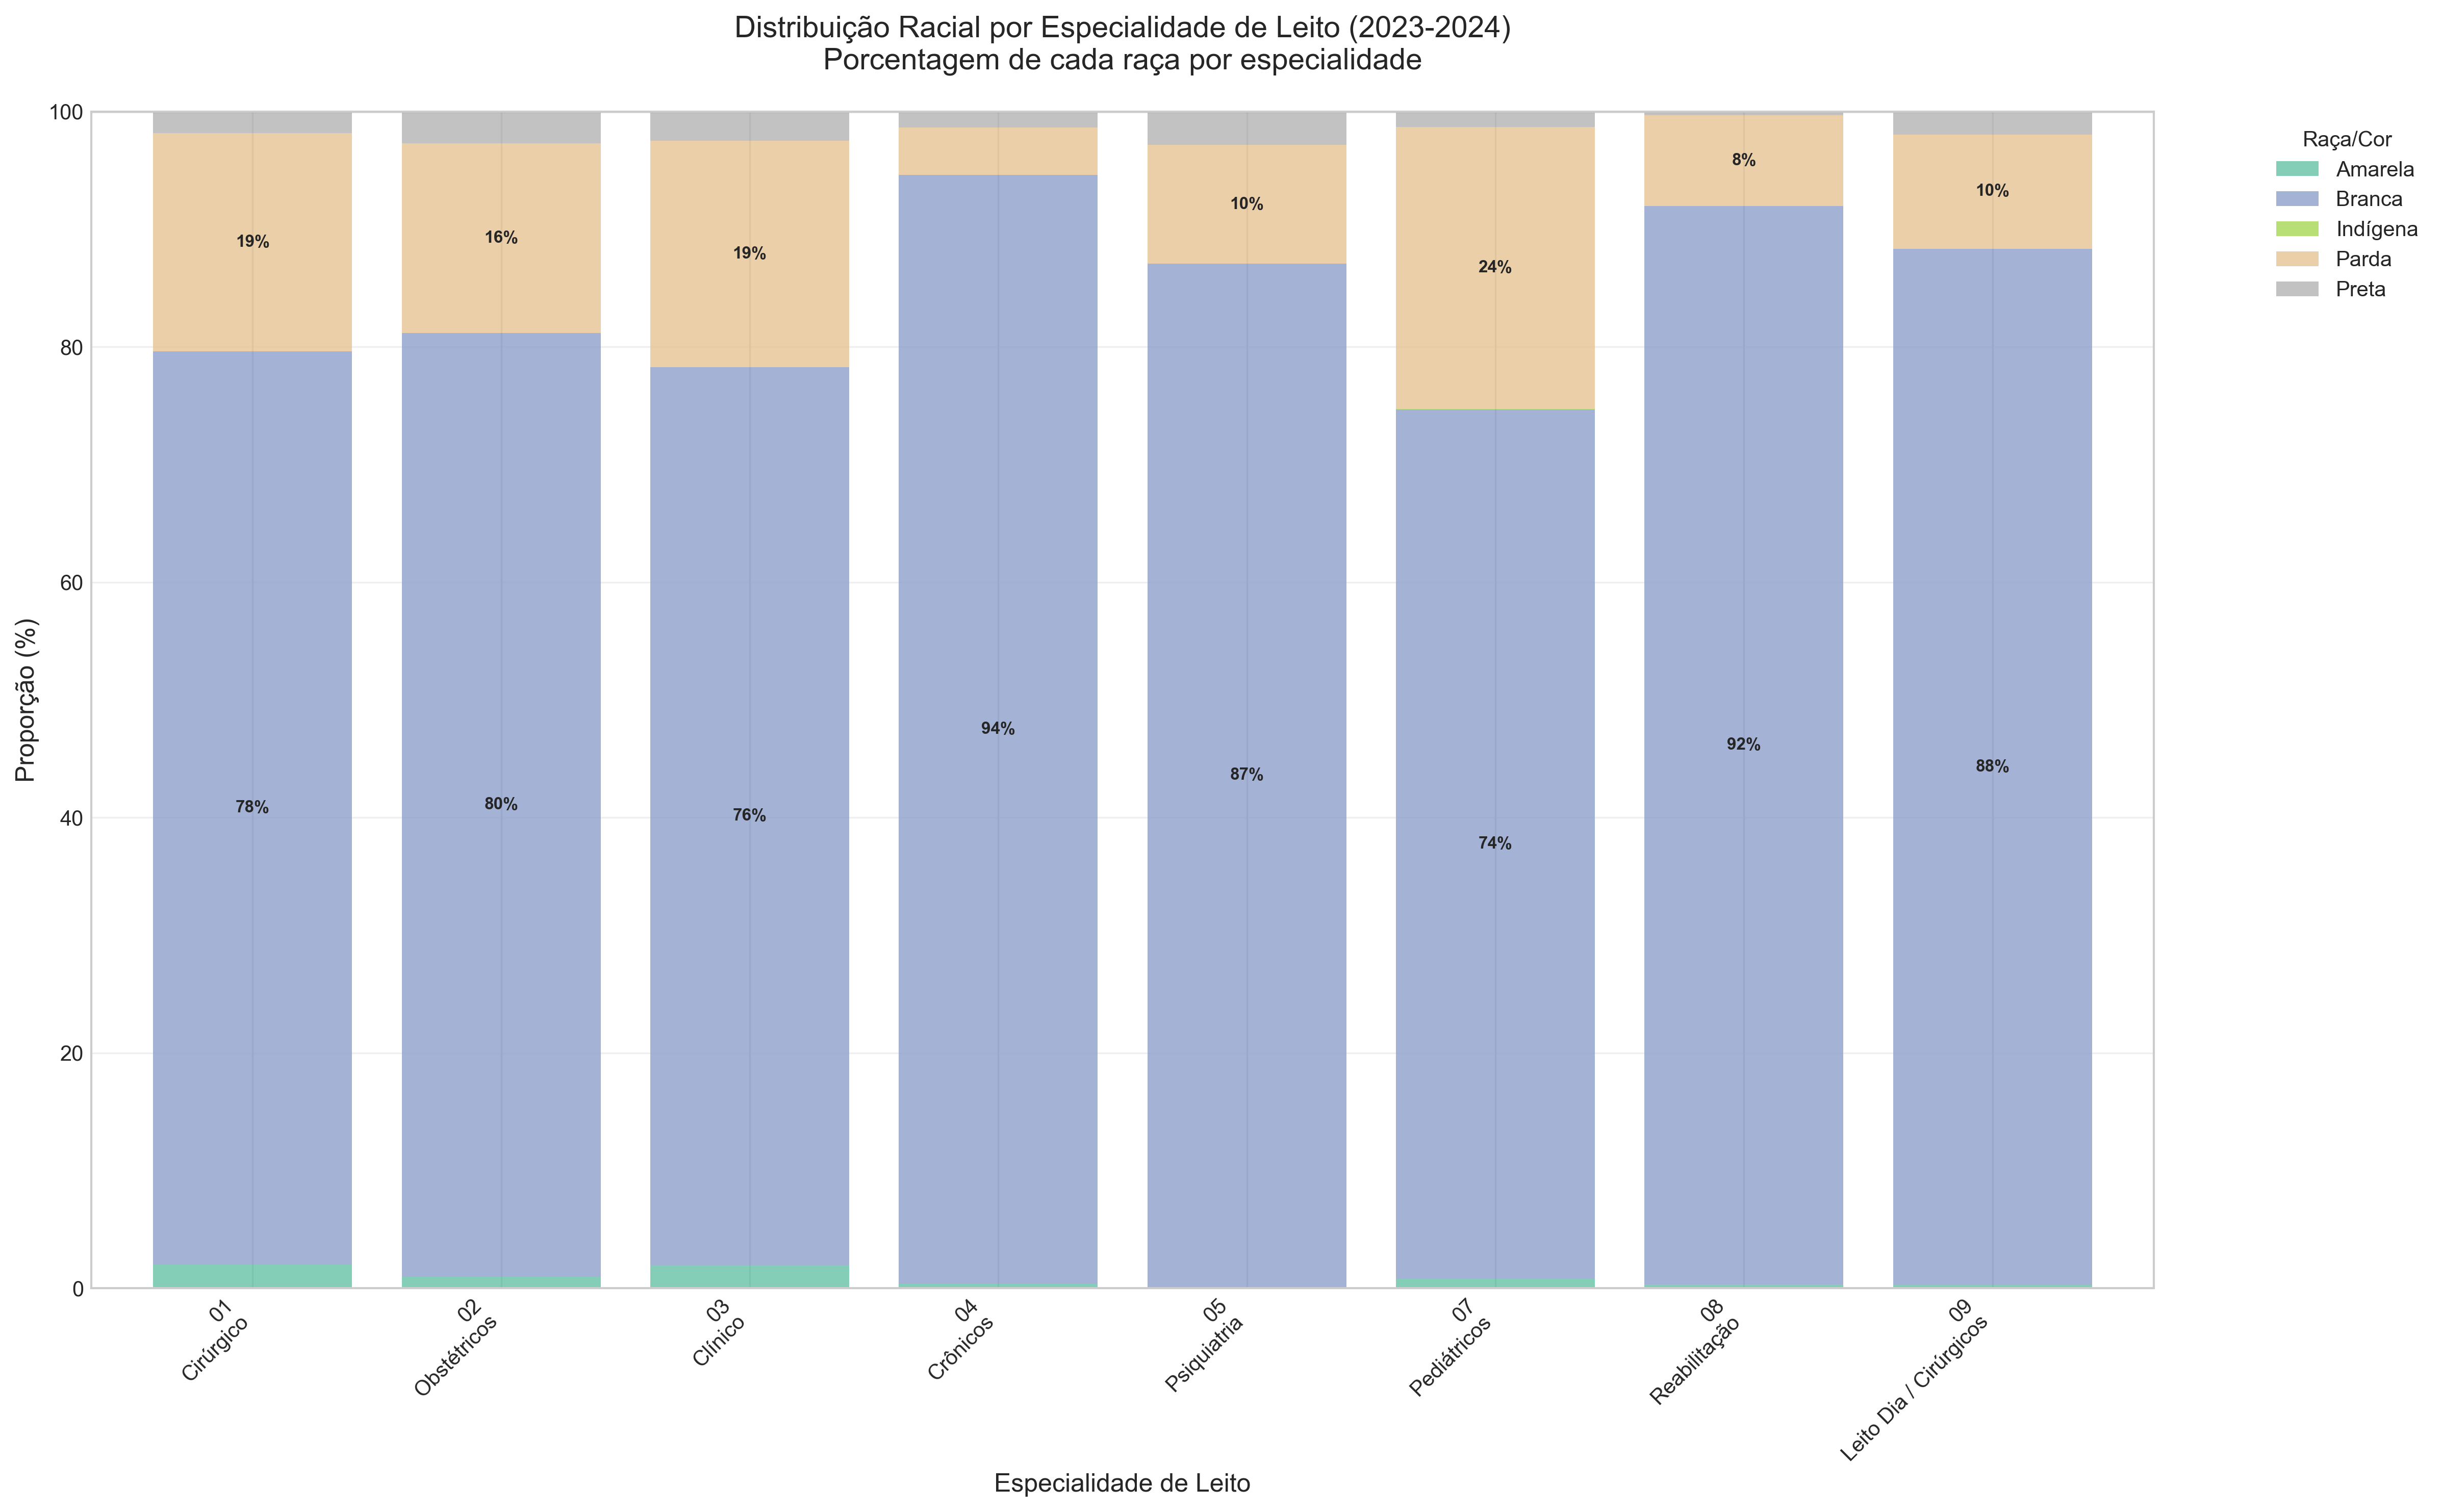 Distribuição Racial por Especialidade de Leito (2023-2024)
Porcentagem de cada raça por especialidade
Raça/Cor
Amarela
Branca
Indígena
Parda
Preta
Proporção (%)
100
80
60
40
20
0
19%
16%
19%
10%
24%
8%
10%
78%
80%
76%
94%
87%
74%
92%
88%
01
Cirúrgico
02
Obstétricos
03
Clínico
04
Crônicos
05
Psiquiatria
07
Pediátricos
08
Reabilitação
09
Leito Dia / Cirúrgicos
Especialidade de Leito